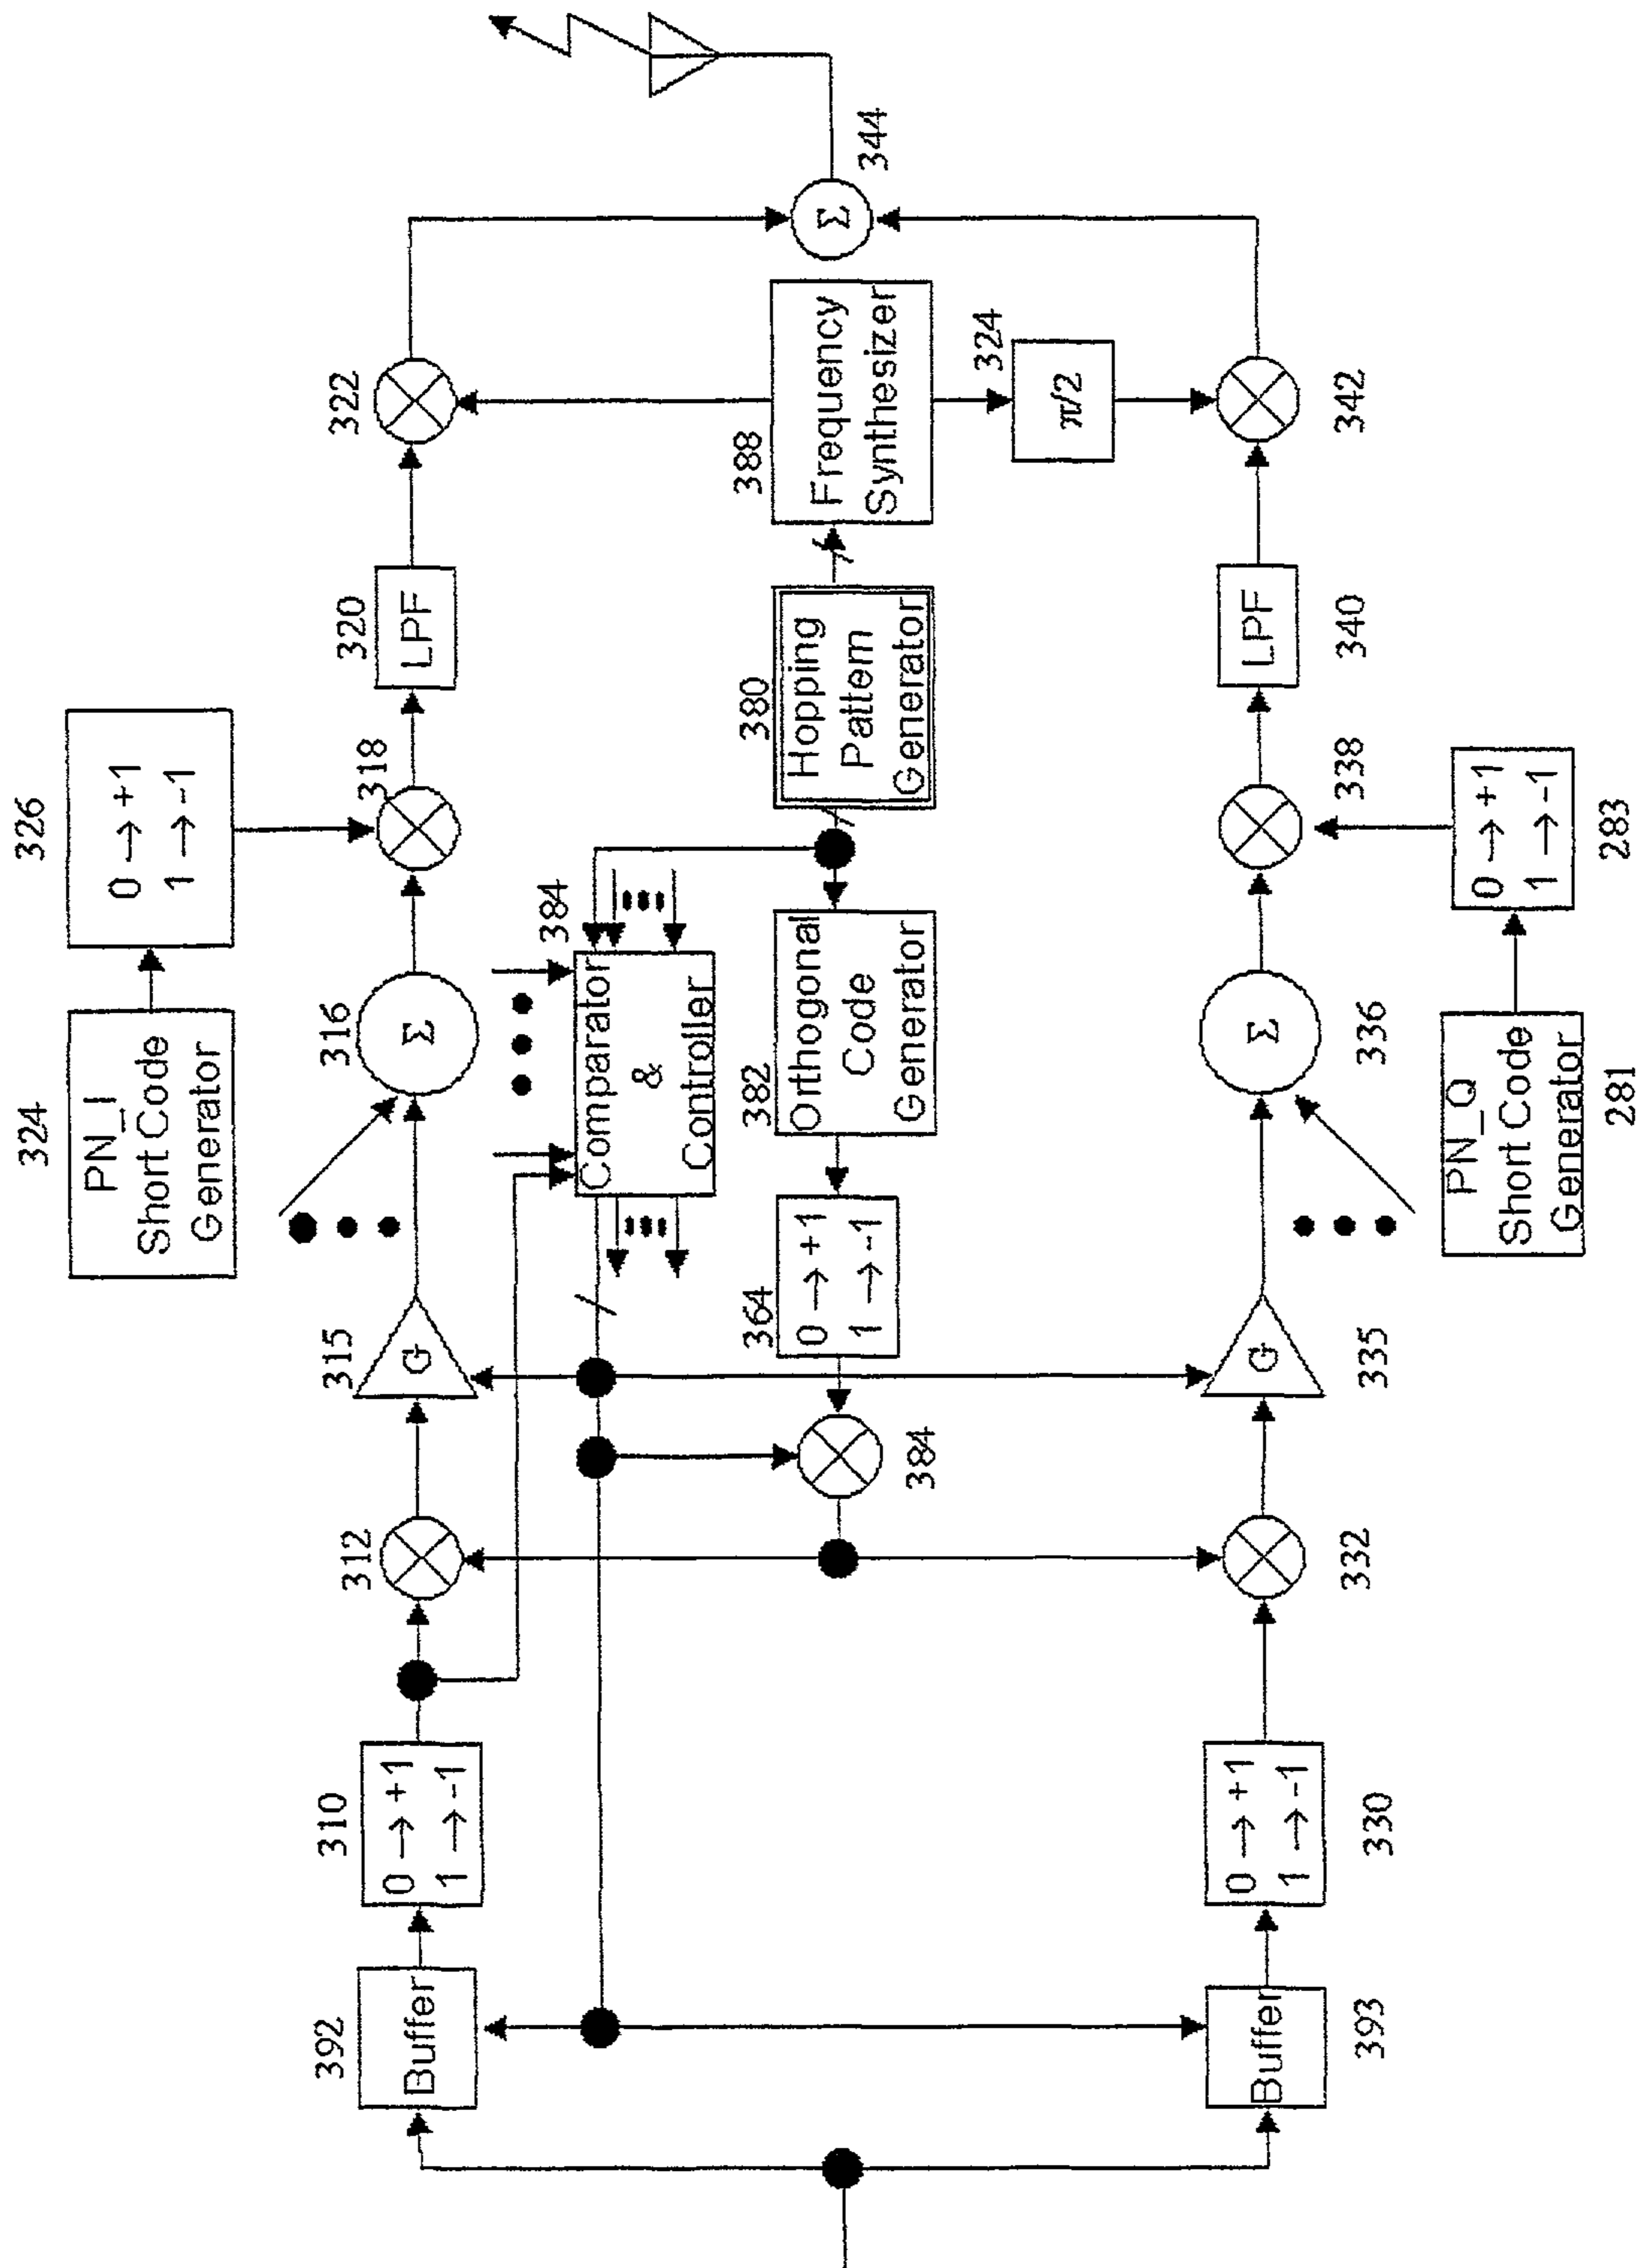 324
PN_I
Short Code
Generator
326
0 → +1
1 → -1
392
Buffer
310
0 → +1
1 → -1
312
315
G
316
Σ
318
320
LPF
322
384
Comparator
&
Controller
384
364
0 → +1
1 → -1
382
Orthogonal
Code
Generator
380
Hopping
Pattern
Generator
388
Frequency
Synthesizer
324
π/2
Σ
344
Buffer
393
0 → +1
1 → -1
330
332
G
335
Σ
336
338
LPF
340
342
PN_Q
Short Code
Generator
281
0 → +1
1 → -1
283